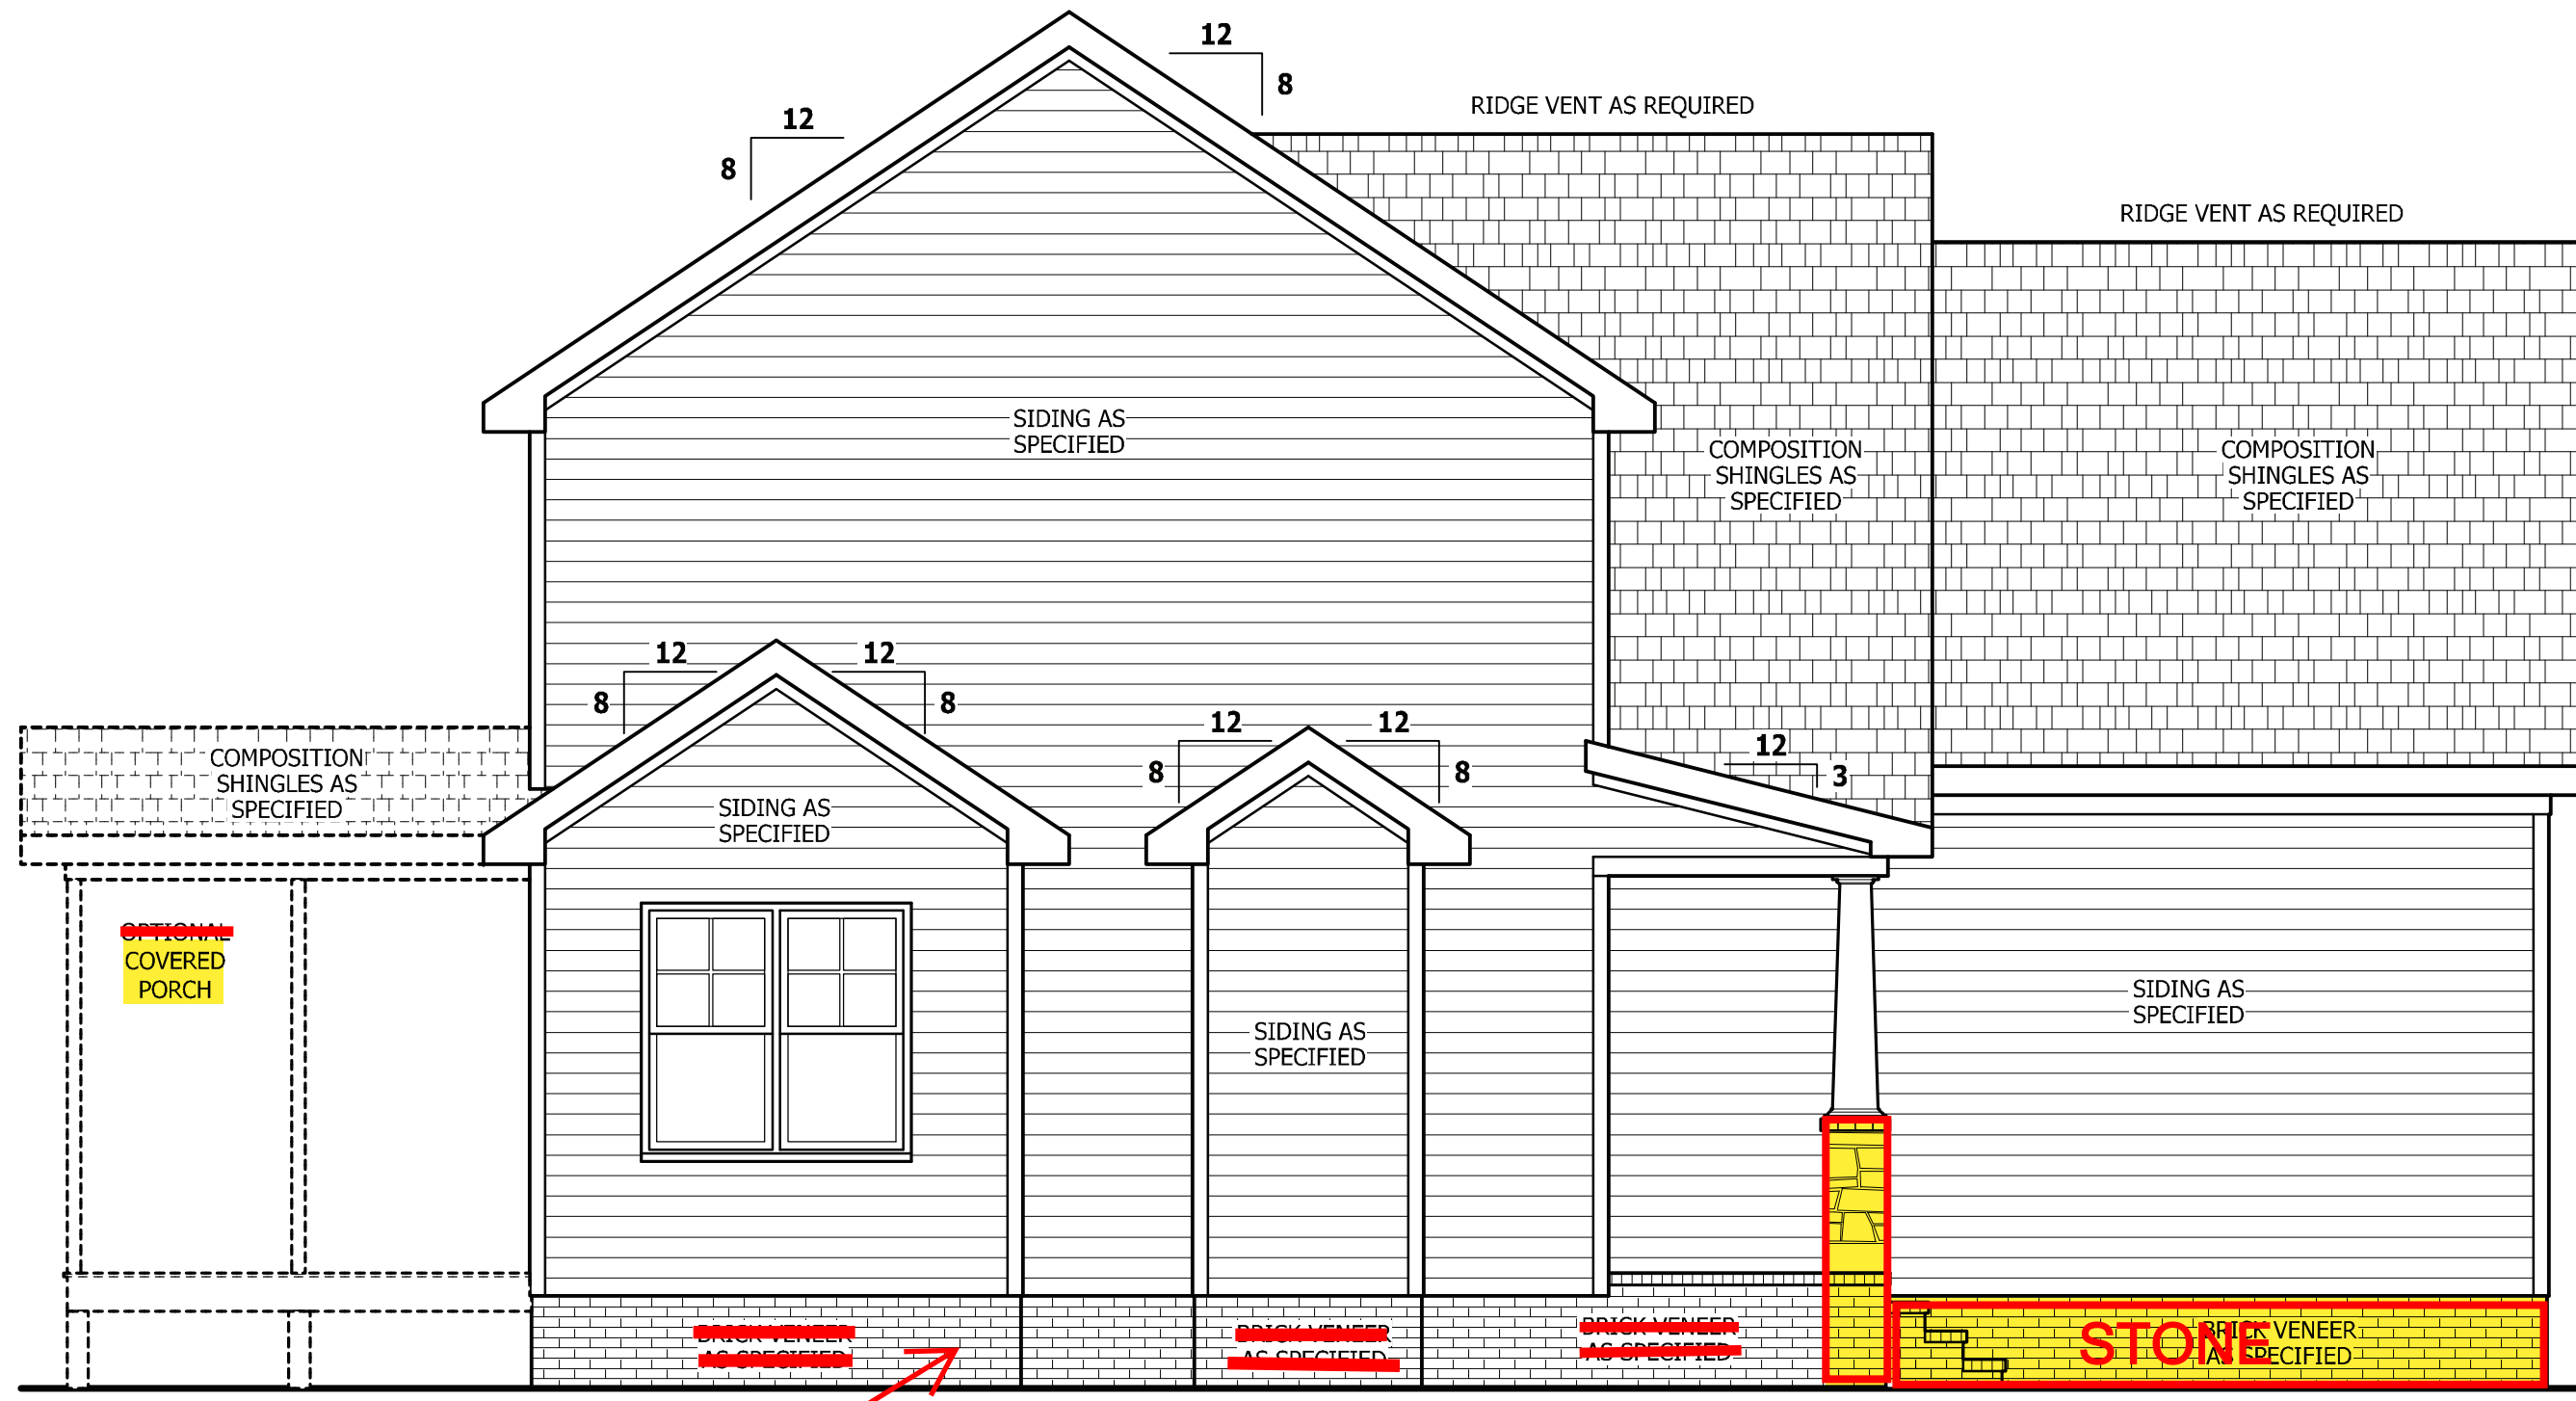 12
8
RIDGE VENT AS REQUIRED
12
8
RIDGE VENT AS REQUIRED
SIDING AS
SPECIFIED
COMPOSITION
SHINGLES AS
SPECIFIED
COMPOSITION
SHINGLES AS
SPECIFIED
12
8
12
8
12
8
12
8
12
3
COMPOSITION
SHINGLES AS
SPECIFIED
SIDING AS
SPECIFIED
OPTIONAL
COVERED
PORCH
SIDING AS
SPECIFIED
SIDING AS
SPECIFIED
BRICK VENEER
AS SPECIFIED
BRICK VENEER
AS SPECIFIED
BRICK VENEER
AS SPECIFIED
STONE
BRICK VENEER
AS SPECIFIED